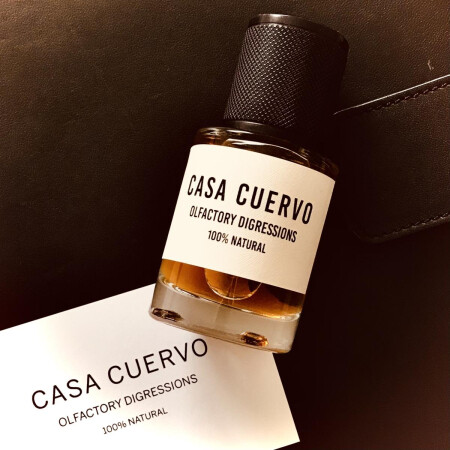 CASA CUERVO
OLFACTORY DIGRESSIONS
100% NATURAL
CASA CUERVO
OLFACTORY DIGRESSIONS
100% NATURAL